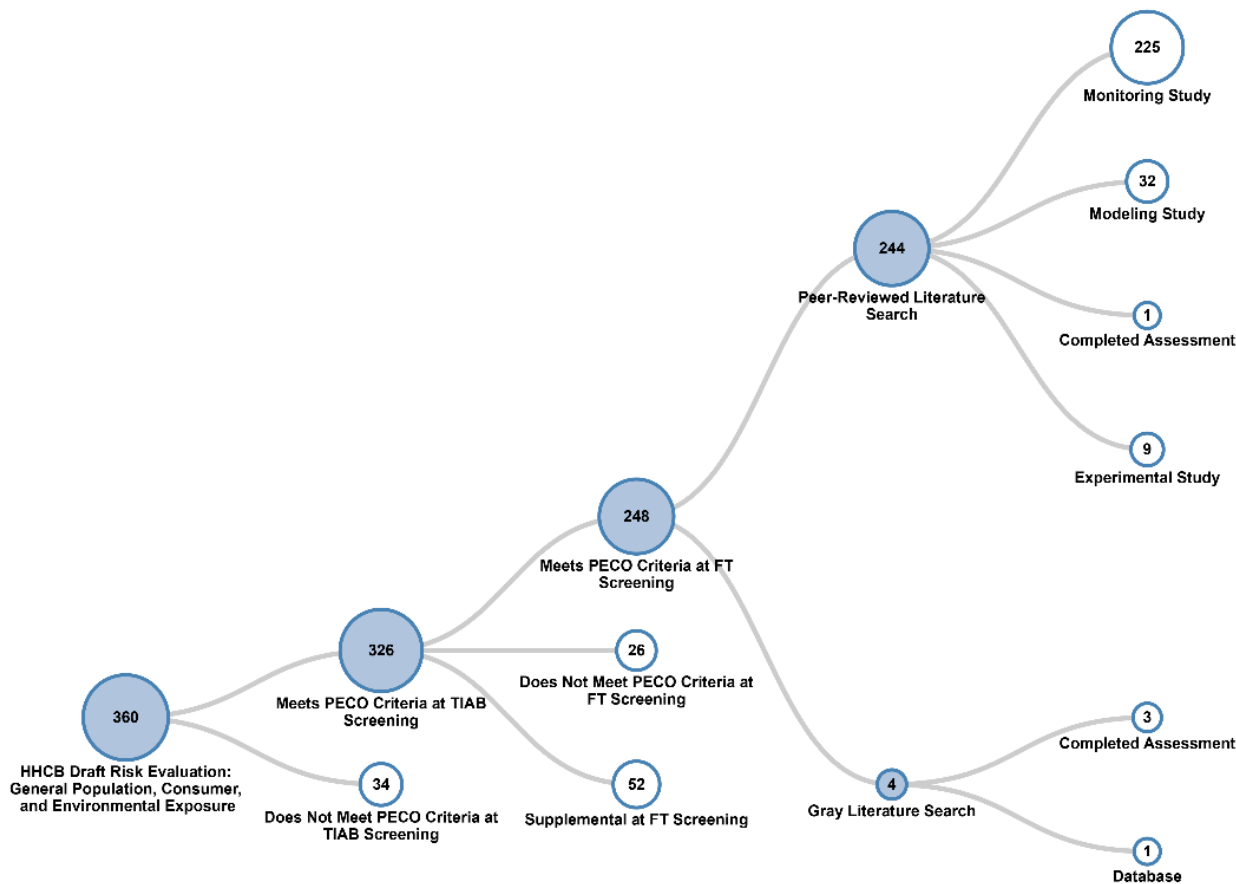 360
HHCB Draft Risk Evaluation:
General Population, Consumer,
and Environmental Exposure
326
Meets PECO Criteria at TIAB
Screening
34
Does Not Meet PECO Criteria at
TIAB Screening
248
Meets PECO Criteria at FT
Screening
26
Does Not Meet PECO Criteria at
FT Screening
52
Supplemental at FT Screening
244
Peer-Reviewed Literature
Search
4
Gray Literature Search
225
Monitoring Study
32
Modeling Study
1
Completed Assessment
9
Experimental Study
3
Completed Assessment
1
Database